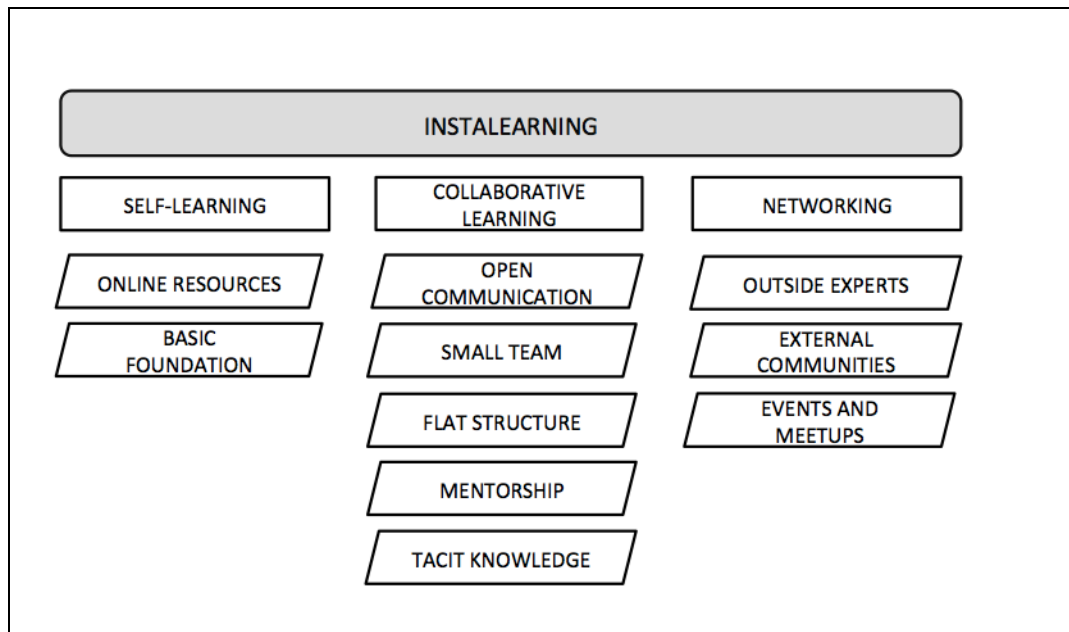 INSTALEARNING
SELF-LEARNING
COLLABORATIVE
LEARNING
NETWORKING
ONLINE RESOURCES
BASIC
FOUNDATION
OPEN
COMMUNICATION
SMALL TEAM
FLAT STRUCTURE
MENTORSHIP
TACIT KNOWLEDGE
OUTSIDE EXPERTS
EXTERNAL
COMMUNITIES
EVENTS AND
MEETUPS